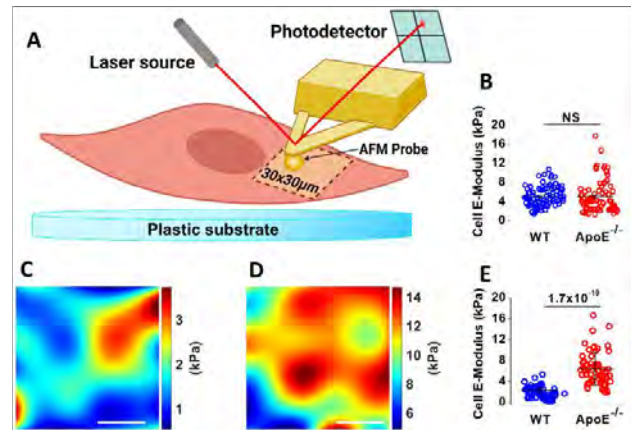 A
Photodetector
Laser source
AFM Probe
30x30µm
Plastic substrate
B
NS
Cell E-Modulus (kPa)
20
16
12
8
4
0
WT
ApoE⁻/⁻
C
3
2
1
(kPa)
D
14
12
10
8
6
(kPa)
E
1.7x10⁻¹⁹
Cell E-Modulus (kPa)
20
16
12
8
4
0
WT
ApoE⁻/⁻